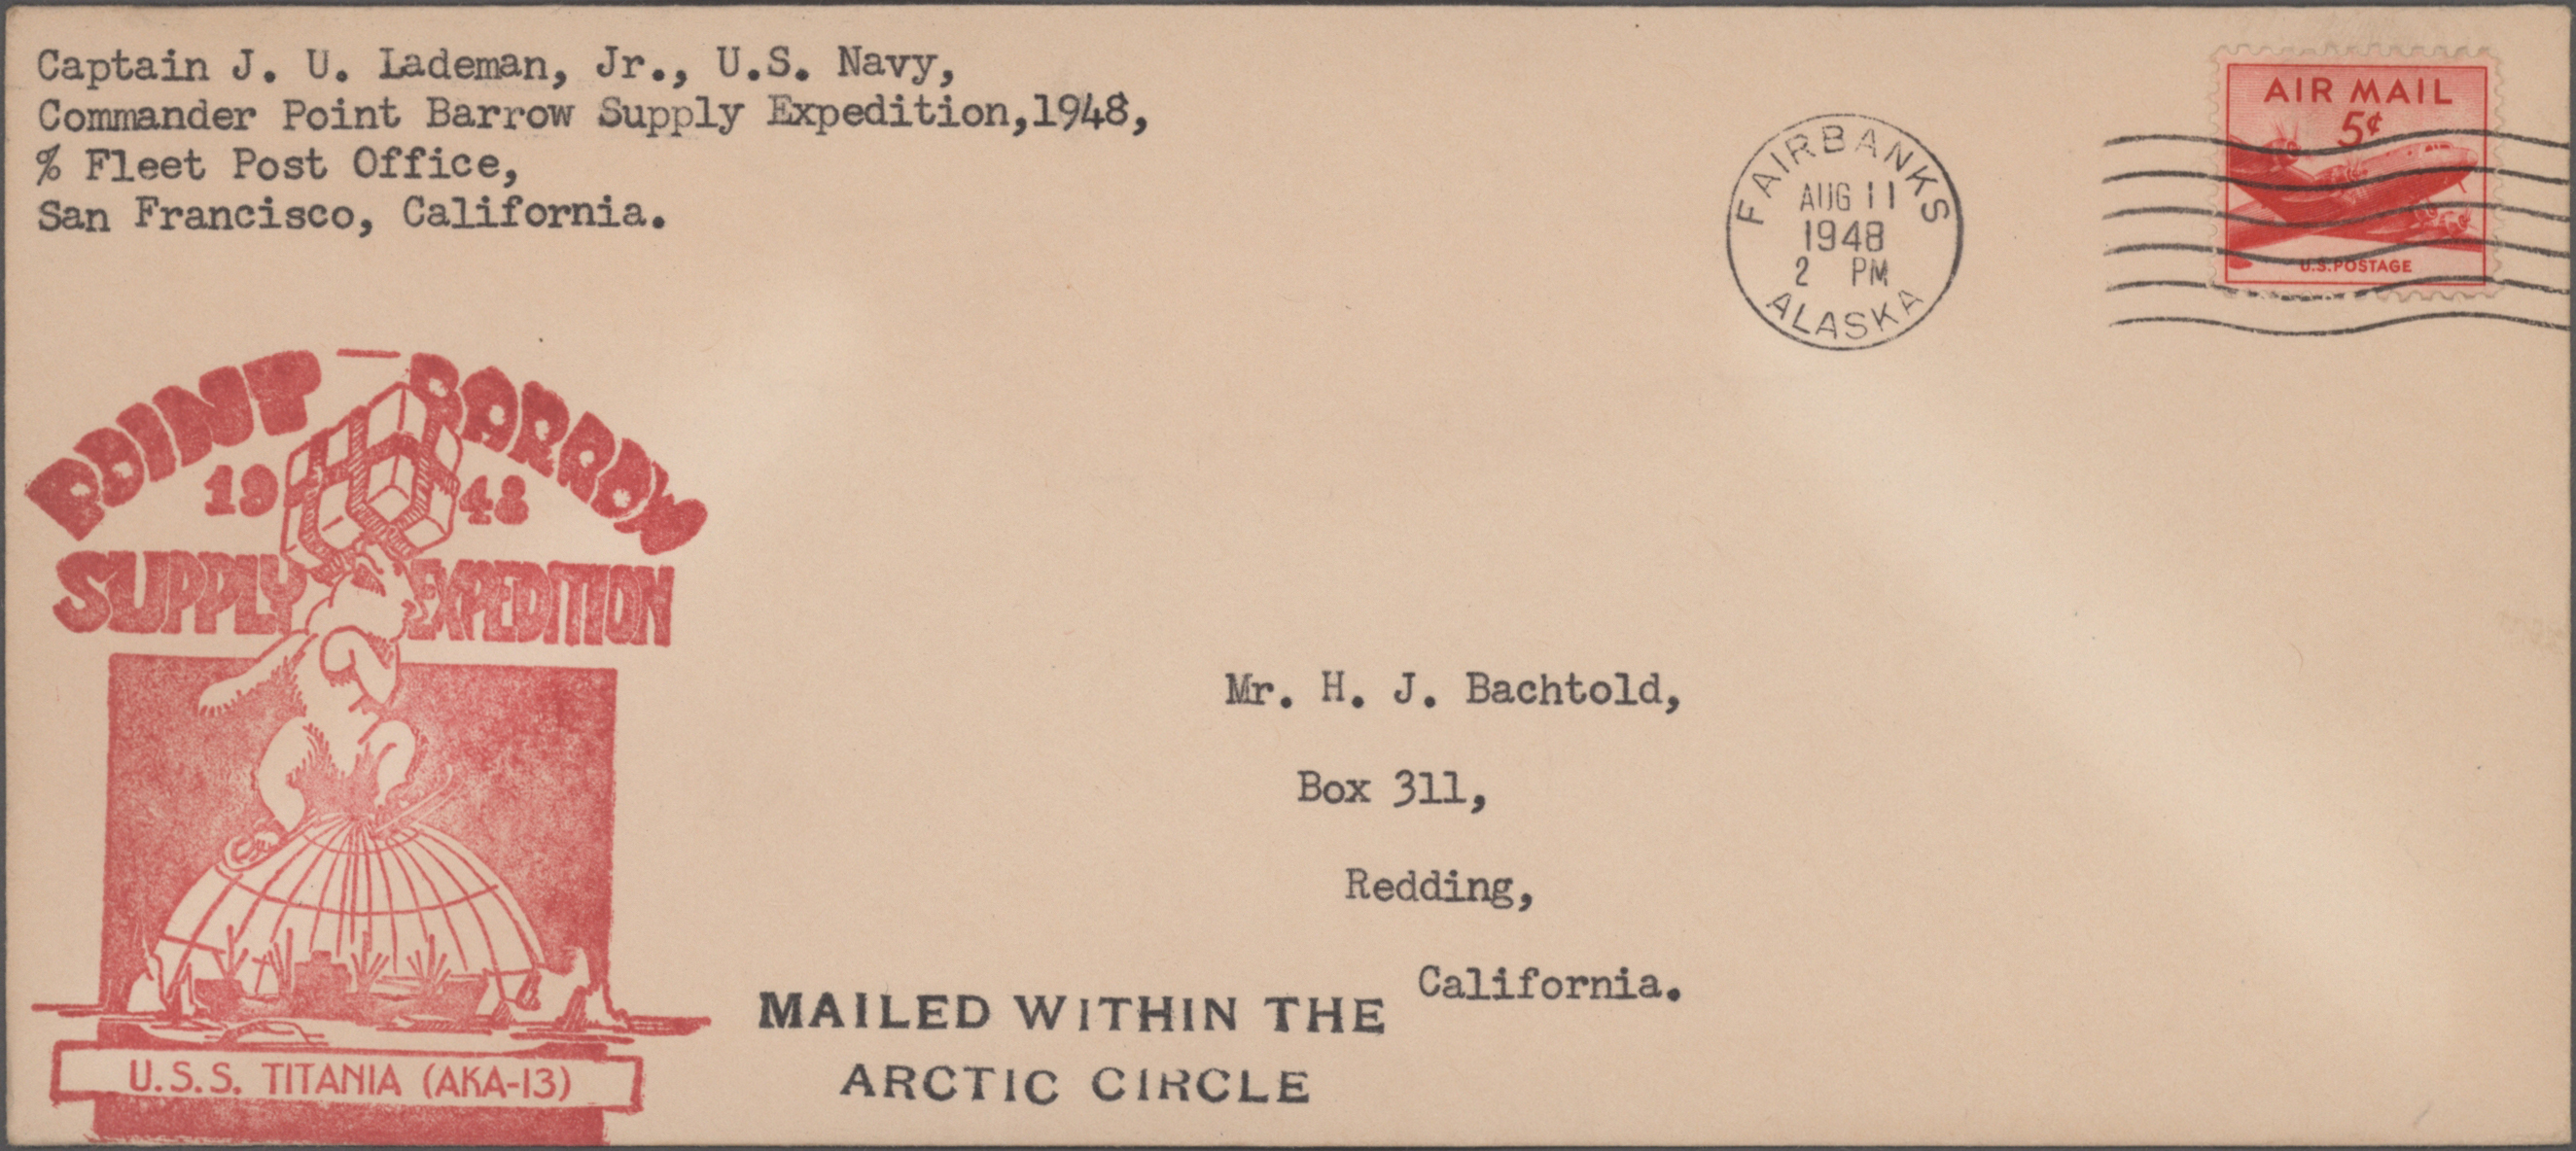 Captain J. U. Lademan, Jr., U.S. Navy,
Commander Point Barrow Supply Expedition,1948,
% Fleet Post Office,
San Francisco, California.
FAIRBANKS
AUG 11
1948
2 PM
ALASKA
AIR MAIL
5¢
U.S. POSTAGE
POINT - BARROW
1948
SUPPLY EXPEDITION
U.S.S. TITANIA (AKA-13)
Mr. H. J. Bachtold,
Box 311,
Redding,
California.
MAILED WITHIN THE
ARCTIC CIRCLE